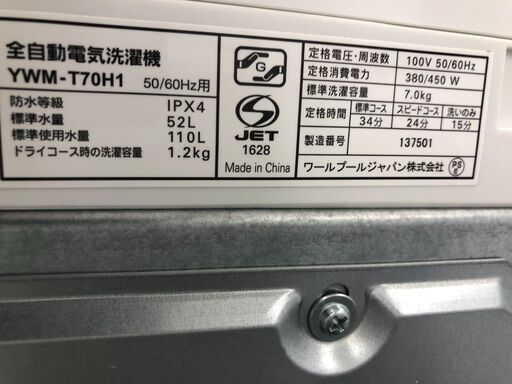 全自動電気洗濯機
YWM-T70H1 50/60Hz用
防水等級 IPX4
標準水量 52L
標準使用水量 110L
ドライコース時の洗濯容量 1.2kg
G
S
JET
1628
Made in China
定格電圧・周波数 100V 50/60Hz
定格消費電力 380/450 W
標準洗濯容量 7.0kg
定格時間 標準コース スピードコース 洗いのみ
34分 24分 15分
製造番号 137501
ワールプールジャパン株式会社 PSE